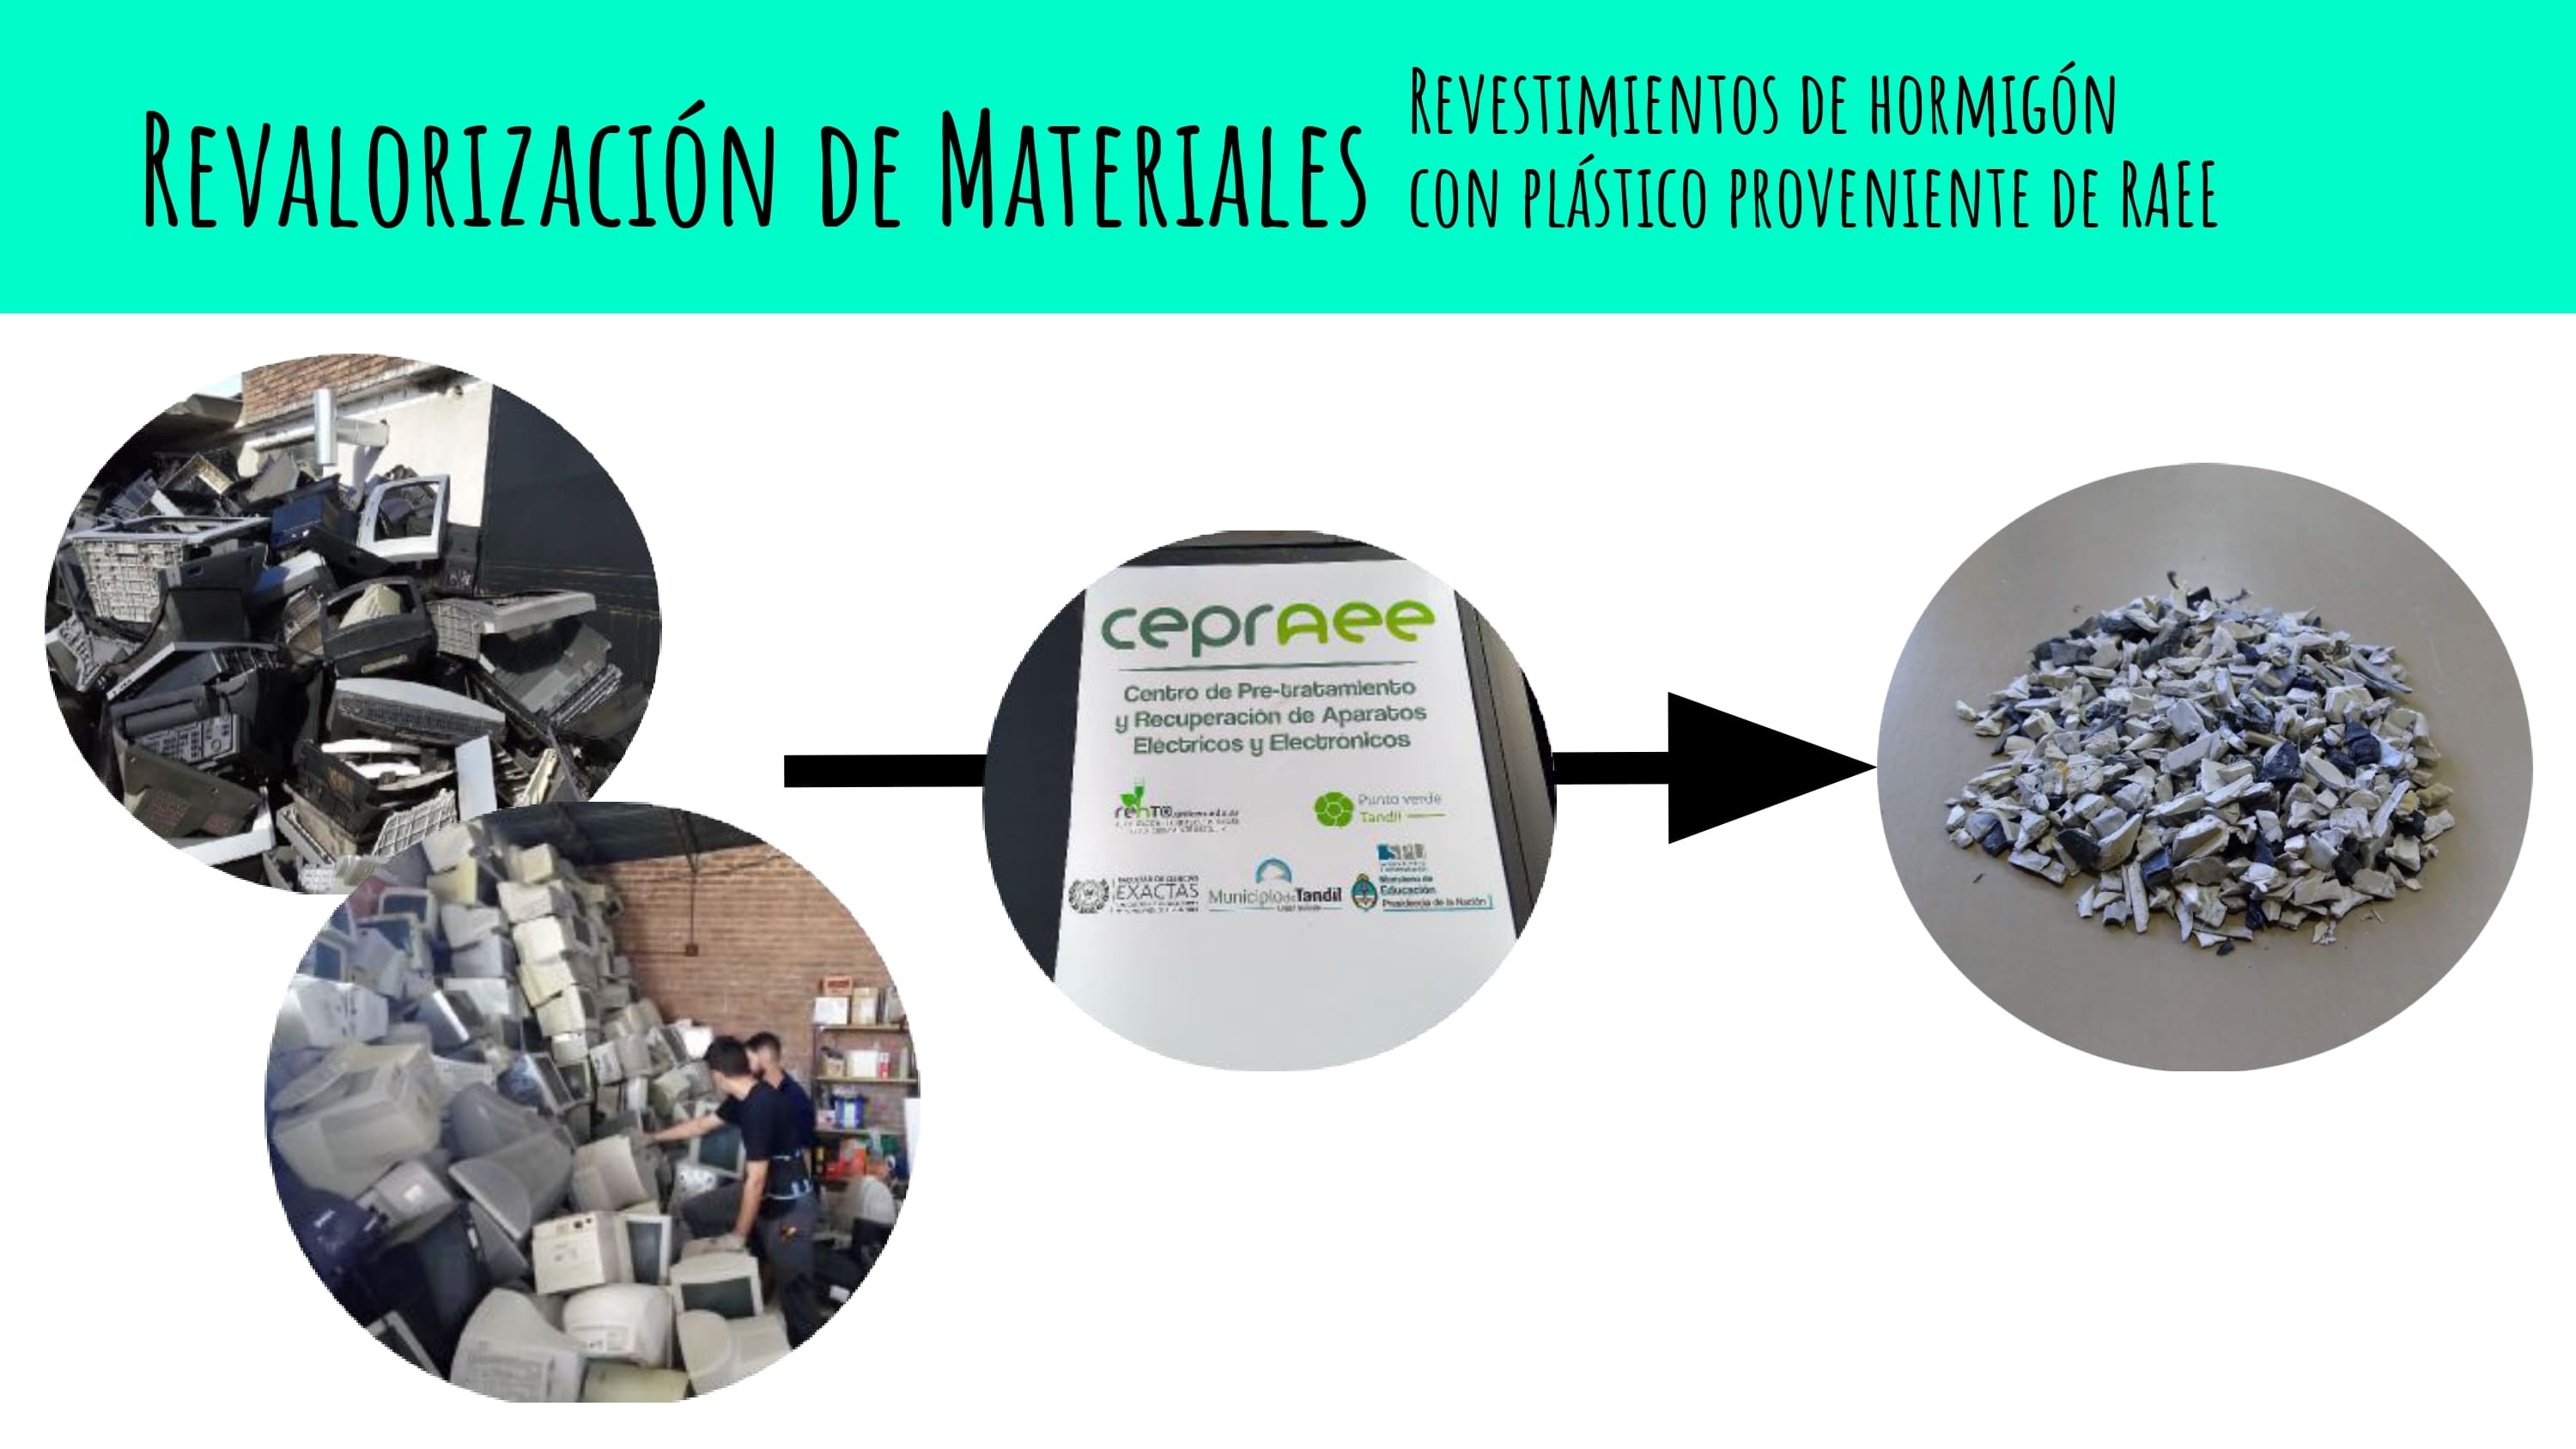 Revalorización de Materiales
Revestimientos de hormigón
con plástico proveniente de RAEE
cepraee
Centro de Pre-tratamiento
y Recuperación de Aparatos
Eléctricos y Electrónicos
Punto verde
Tandil
EXACTAS
Municipio de Tandil
Ministerio de
Educación
Presidencia de la Nación